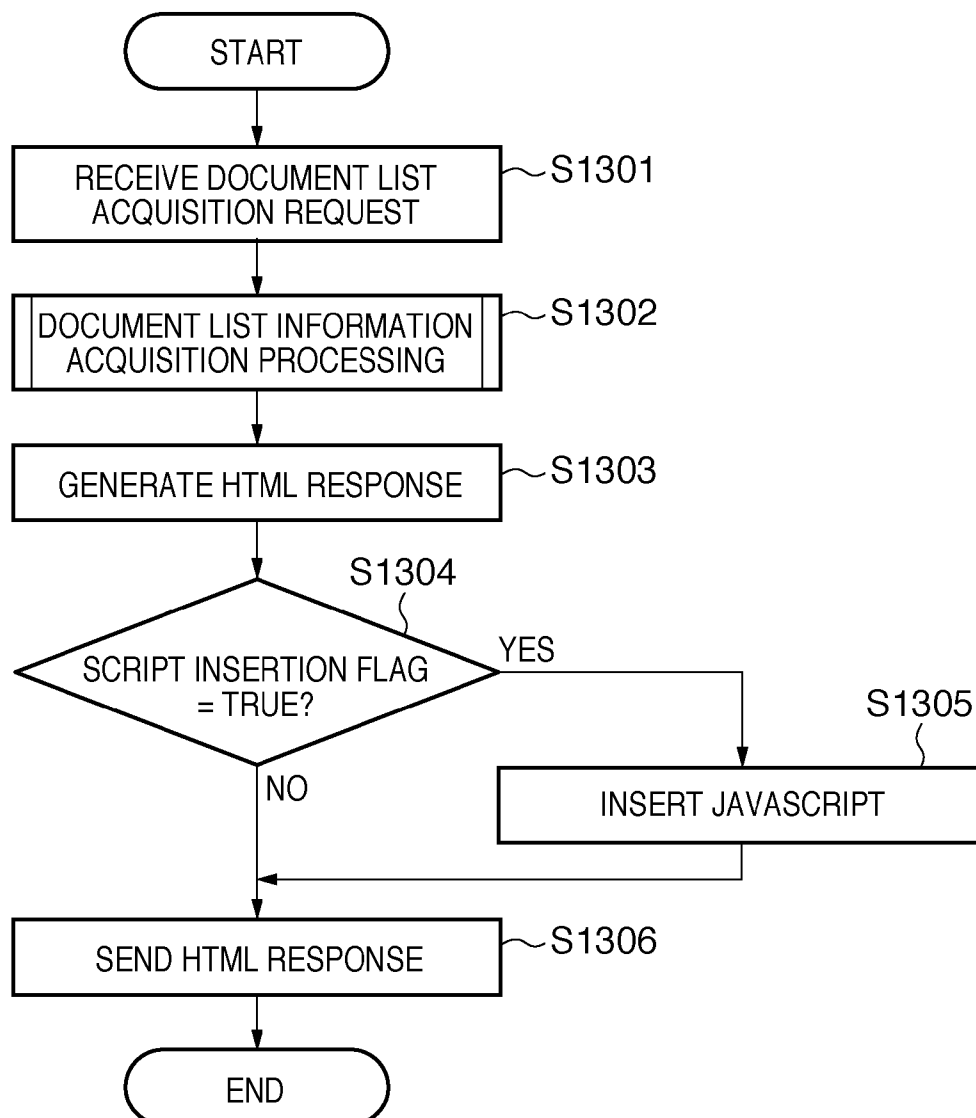 START
RECEIVE DOCUMENT LIST
ACQUISITION REQUEST
S1301
DOCUMENT LIST INFORMATION
ACQUISITION PROCESSING
S1302
GENERATE HTML RESPONSE
S1303
S1304
SCRIPT INSERTION FLAG
= TRUE?
YES
NO
S1305
INSERT JAVASCRIPT
SEND HTML RESPONSE
S1306
END